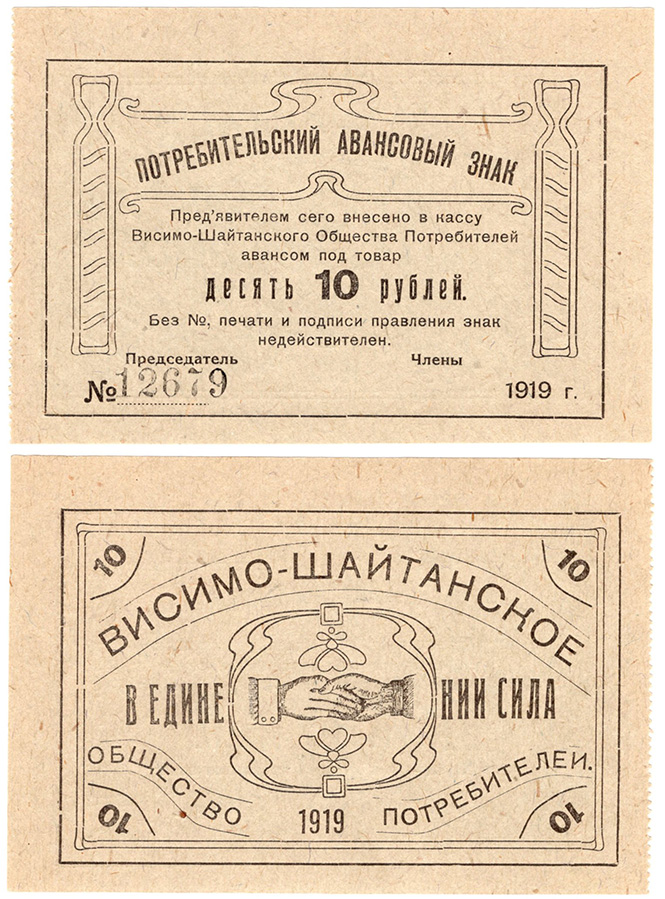 ПОТРЕБИТЕЛЬСКИЙ АВАНСОВЫЙ ЗНАК
Пред'явителем сего внесено в кассу
Висимо-Шайтанского Общества Потребителей
авансом под товар
десять 10 рублей.
Без №, печати и подписи правления знак
недействителен.
Председатель Члены
№ 12679 1919 г.
10 10
ВИСИМО-ШАЙТАНСКОЕ
В ЕДИНЕ НИИ СИЛА
ОБЩЕСТВО ПОТРЕБИТЕЛЕЙ.
10 1919 10